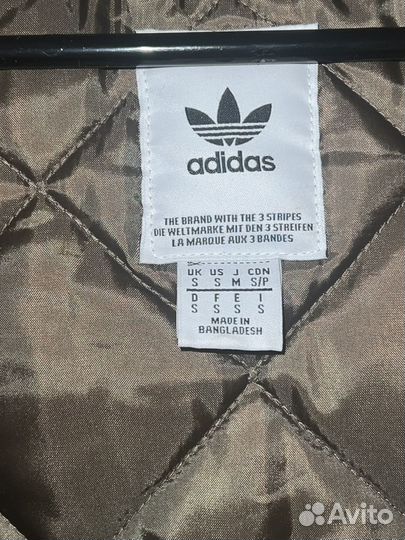 adidas
THE BRAND WITH THE 3 STRIPES
DIE WELTMARKE MIT DEN 3 STREIFEN
LA MARQUE AUX 3 BANDES
UK US J CDN
S S M S/P
D F E I
S S S S
MADE IN
BANGLADESH
Avito